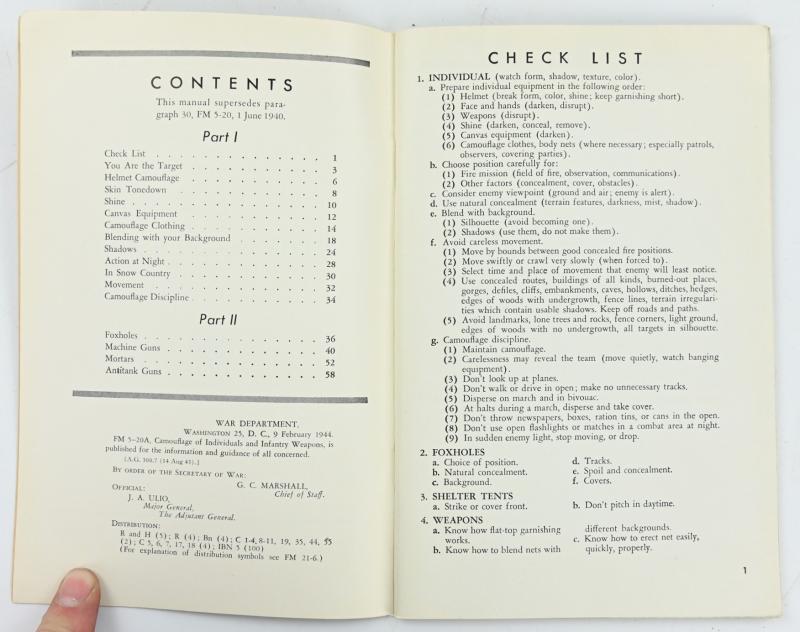 CONTENTS
This manual supersedes para-
graph 30, FM 5-20, 1 June 1940.
Part I
Check List . . . . . . . . . . . . . 1
You Are the Target . . . . . . . . . . 3
Helmet Camouflage . . . . . . . . . . 6
Skin Tonedown . . . . . . . . . . . 8
Shine . . . . . . . . . . . . . . . 10
Canvas Equipment . . . . . . . . . . 12
Camouflage Clothing . . . . . . . . . 14
Blending with your Background . . . . . . 18
Shadows . . . . . . . . . . . . . . 24
Action at Night . . . . . . . . . . . 28
In Snow Country . . . . . . . . . . . 30
Movement . . . . . . . . . . . . . 32
Camouflage Discipline . . . . . . . . . 34
Part II
Foxholes . . . . . . . . . . . . . . 36
Machine Guns . . . . . . . . . . . . 40
Mortars . . . . . . . . . . . . . . 52
Antitank Guns . . . . . . . . . . . . 58
WAR DEPARTMENT,
WASHINGTON 25, D. C., 9 February 1944.
FM 5-20A, Camouflage of Individuals and Infantry Weapons, is
published for the information and guidance of all concerned.
[A.G. 300.7 (14 Aug 43).]
BY ORDER OF THE SECRETARY OF WAR:
G. C. MARSHALL,
Chief of Staff.
OFFICIAL:
J. A. ULIO,
Major General,
The Adjutant General.
DISTRIBUTION:
R and H (5); R (4); Bn (4); C 1-4, 8-11, 19, 35, 44, 55
(2); C 5, 6, 7, 17, 18 (4); IBN 5 (100)
(For explanation of distribution symbols see FM 21-6.)
CHECK LIST
1. INDIVIDUAL (watch form, shadow, texture, color).
a. Prepare individual equipment in the following order:
(1) Helmet (break form, color, shine; keep garnishing short).
(2) Face and hands (darken, disrupt).
(3) Weapons (disrupt).
(4) Shine (darken, conceal, remove).
(5) Canvas equipment (darken).
(6) Camouflage clothes, body nets (where necessary; especially patrols,
observers, covering parties).
b. Choose position carefully for:
(1) Fire mission (field of fire, observation, communications).
(2) Other factors (concealment, cover, obstacles).
c. Consider enemy viewpoint (ground and air; enemy is alert).
d. Use natural concealment (terrain features, darkness, mist, shadow).
e. Blend with background.
(1) Silhouette (avoid becoming one).
(2) Shadows (use them, do not make them).
f. Avoid careless movement.
(1) Move by bounds between good concealed fire positions.
(2) Move swiftly or crawl very slowly (when forced to).
(3) Select time and place of movement that enemy will least notice.
(4) Use concealed routes, buildings of all kinds, burned-out places,
gorges, defiles, cliffs, embankments, caves, hollows, ditches, hedges,
edges of woods with undergrowth, fence lines, terrain irregulari-
ties which contain usable shadows. Keep off roads and paths.
(5) Avoid landmarks, lone trees and rocks, fence corners, light ground,
edges of woods with no undergrowth, all targets in silhouette.
g. Camouflage discipline.
(1) Maintain camouflage.
(2) Carelessness may reveal the team (move quietly, watch banging
equipment).
(3) Don't look up at planes.
(4) Don't walk or drive in open; make no unnecessary tracks.
(5) Disperse on march and in bivouac.
(6) At halts during a march, disperse and take cover.
(7) Don't throw newspapers, boxes, ration tins, or cans in the open.
(8) Don't use open flashlights or matches in a combat area at night.
(9) In sudden enemy light, stop moving, or drop.
2. FOXHOLES
a. Choice of position.
b. Natural concealment.
c. Background.
d. Tracks.
e. Spoil and concealment.
f. Covers.
3. SHELTER TENTS
a. Strike or cover front.
b. Don't pitch in daytime.
4. WEAPONS
a. Know how flat-top garnishing
works.
b. Know how to blend nets with
different backgrounds.
c. Know how to erect net easily,
quickly, properly.
1